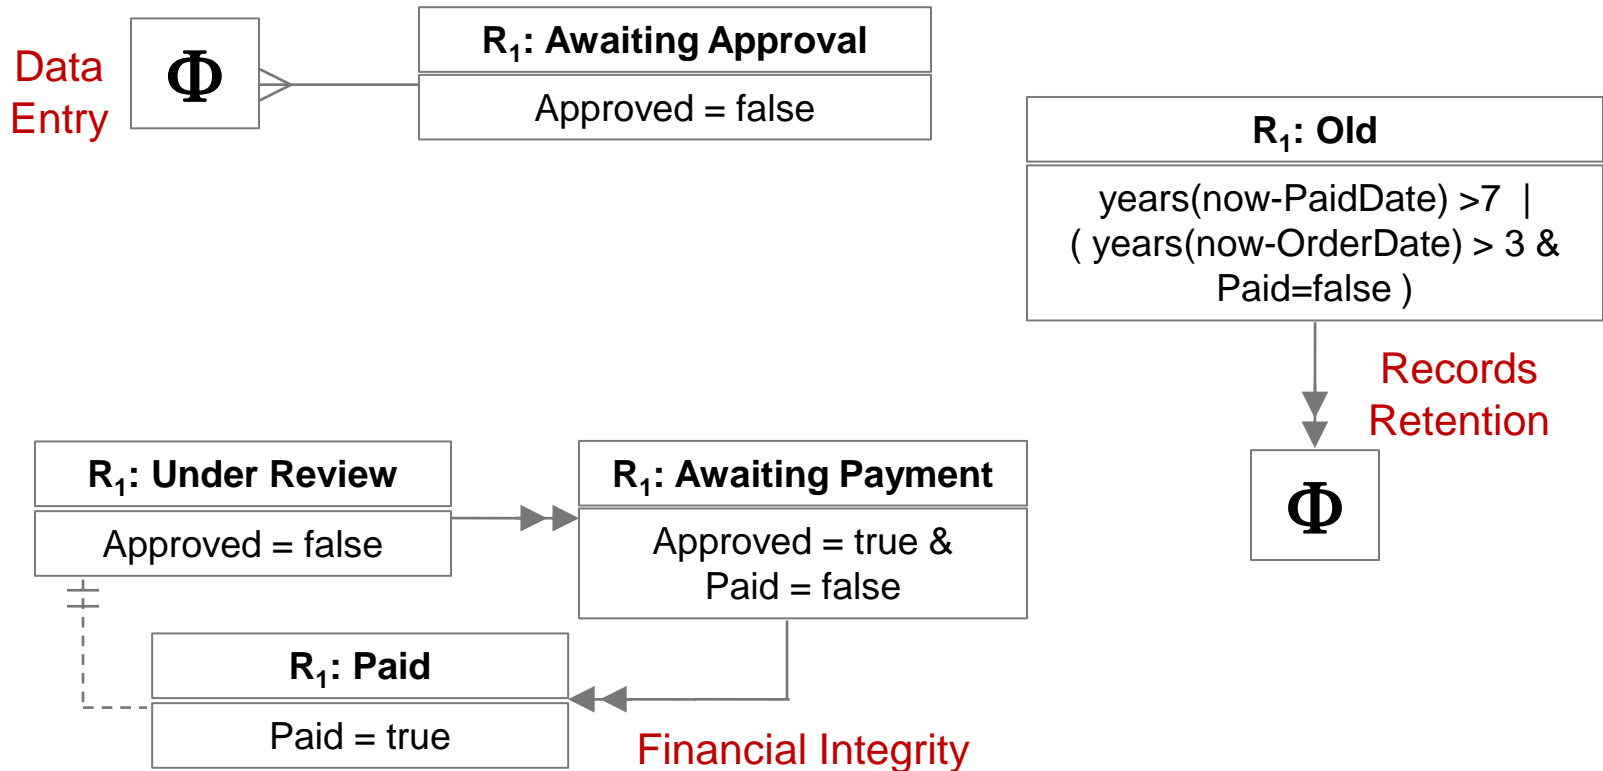 Data
Entry
Φ
R₁: Awaiting Approval
Approved = false
R₁: Old
years(now-PaidDate) >7 |
( years(now-OrderDate) > 3 &
Paid=false )
Records
Retention
Φ
R₁: Under Review
Approved = false
R₁: Awaiting Payment
Approved = true &
Paid = false
R₁: Paid
Paid = true
Financial Integrity